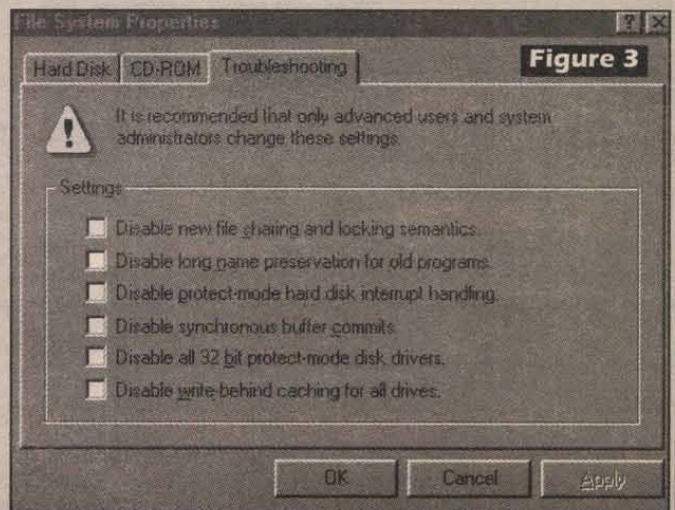 File System Properties
Figure 3
Hard Disk CD-ROM Troubleshooting
It is recommended that only advanced users and system
administrators change these settings.
Settings
Disable new file sharing and locking semantics.
Disable long name preservation for old programs.
Disable protect-mode hard disk interrupt handling.
Disable synchronous buffer commits.
Disable all 32 bit protect-mode disk drivers.
Disable write-behind caching for all drives.
OK Cancel Apply